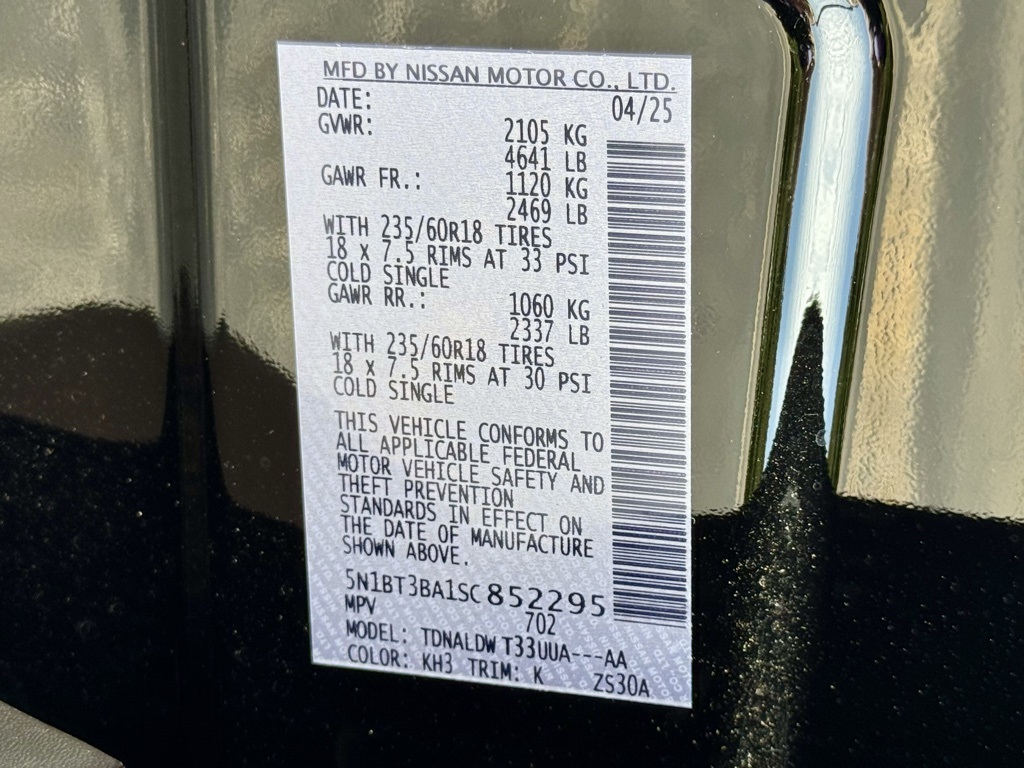 MFD BY NISSAN MOTOR CO., LTD.
DATE: 04/25
GVWR: 2105 KG
4641 LB
GAWR FR.: 1120 KG
2469 LB
WITH 235/60R18 TIRES
18 x 7.5 RIMS AT 33 PSI
COLD SINGLE
GAWR RR.: 1060 KG
2337 LB
WITH 235/60R18 TIRES
18 x 7.5 RIMS AT 30 PSI
COLD SINGLE
THIS VEHICLE CONFORMS TO
ALL APPLICABLE FEDERAL
MOTOR VEHICLE SAFETY AND
THEFT PREVENTION
STANDARDS IN EFFECT ON
THE DATE OF MANUFACTURE
SHOWN ABOVE.
5N1BT3BA1SC852295
MPV 702
MODEL: TDNALDW T33UUA---AA
COLOR: KH3 TRIM: K ZS30A